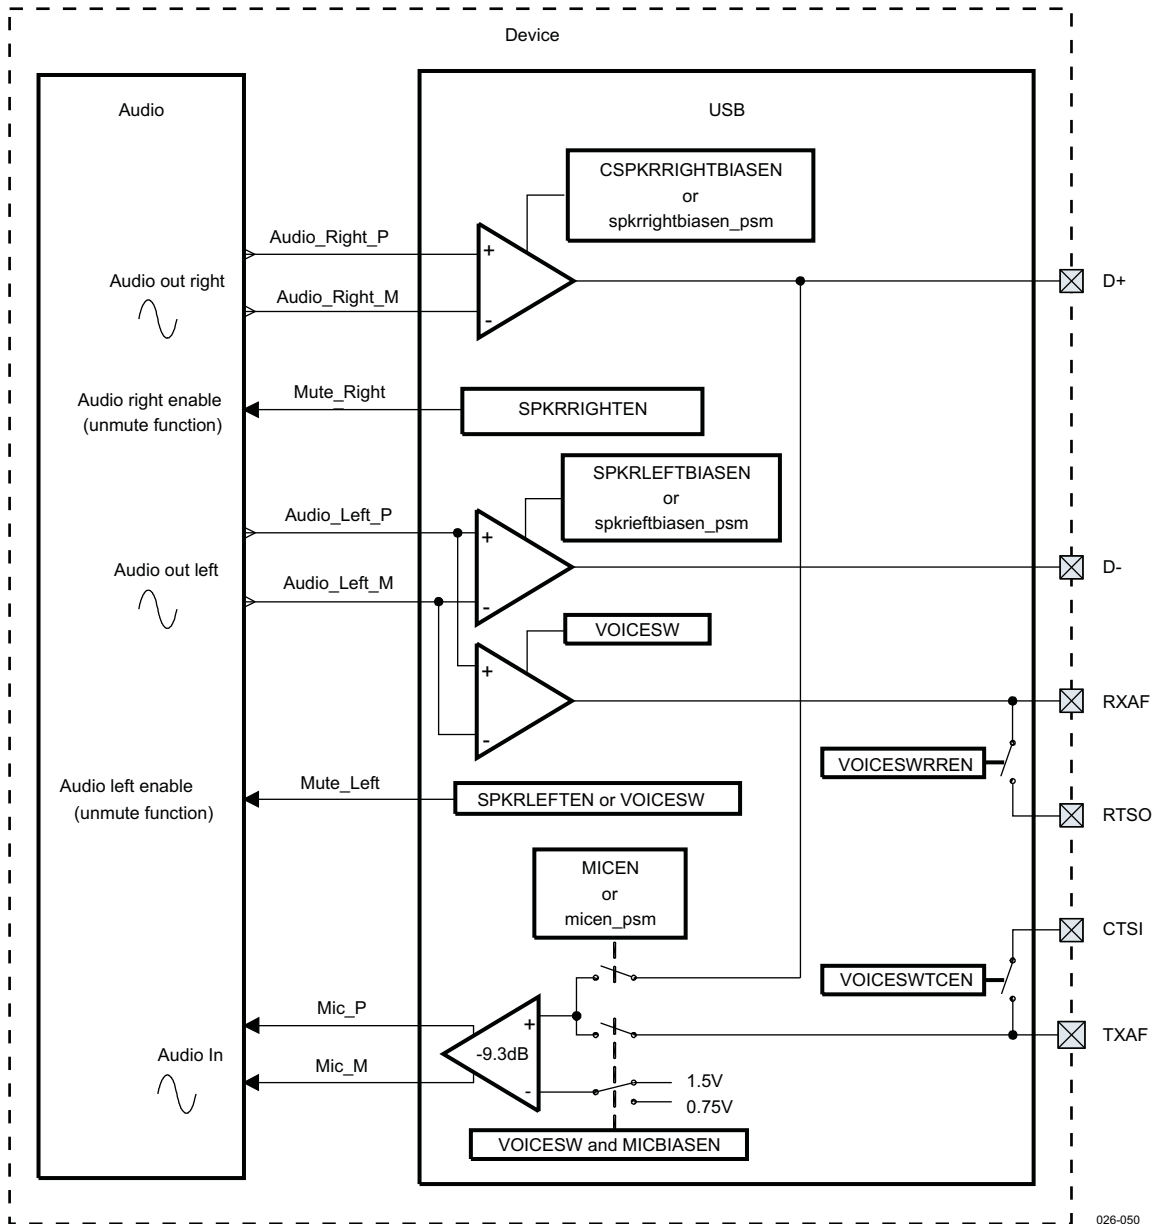 Device
Audio
USB
CSPKRRIGHTBIASEN
or
spkrrightbiasen_psm
Audio_Right_P
+
D+
Audio out right
Audio_Right_M
-
Mute_Right
Audio right enable
(unmute function)
SPKRRIGHTEN
SPKRLEFTBIASEN
or
spkrieftbiasen_psm
Audio_Left_P
+
D-
Audio out left
Audio_Left_M
-
VOICESW
+
RXAF
-
VOICESWRREN
Mute_Left
Audio left enable
(unmute function)
SPKRLEFTEN or VOICESW
RTSO
MICEN
or
micen_psm
CTSI
VOICESWTCEN
Mic_P
+
TXAF
-9.3dB
Audio In
Mic_M
-
1.5V
0.75V
VOICESW and MICBIASEN
026-050